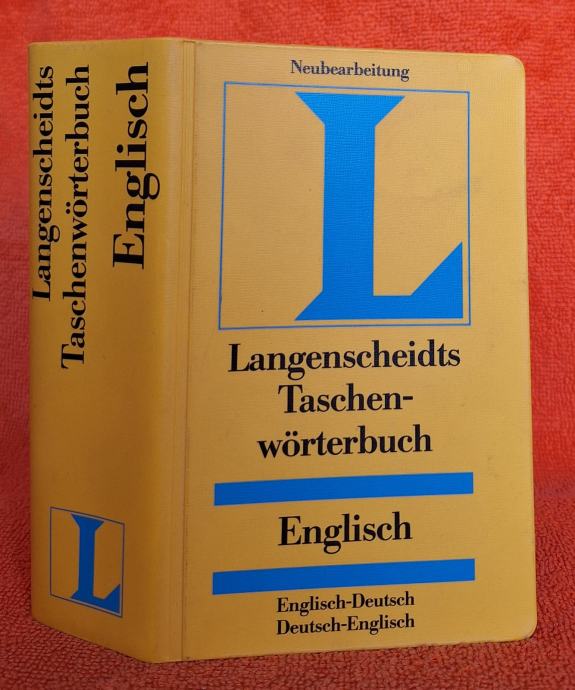 Langenscheidts
Taschenwörterbuch
Englisch
L
Neubearbeitung
L
Langenscheidts
Taschen-
wörterbuch
Englisch
Englisch-Deutsch
Deutsch-Englisch